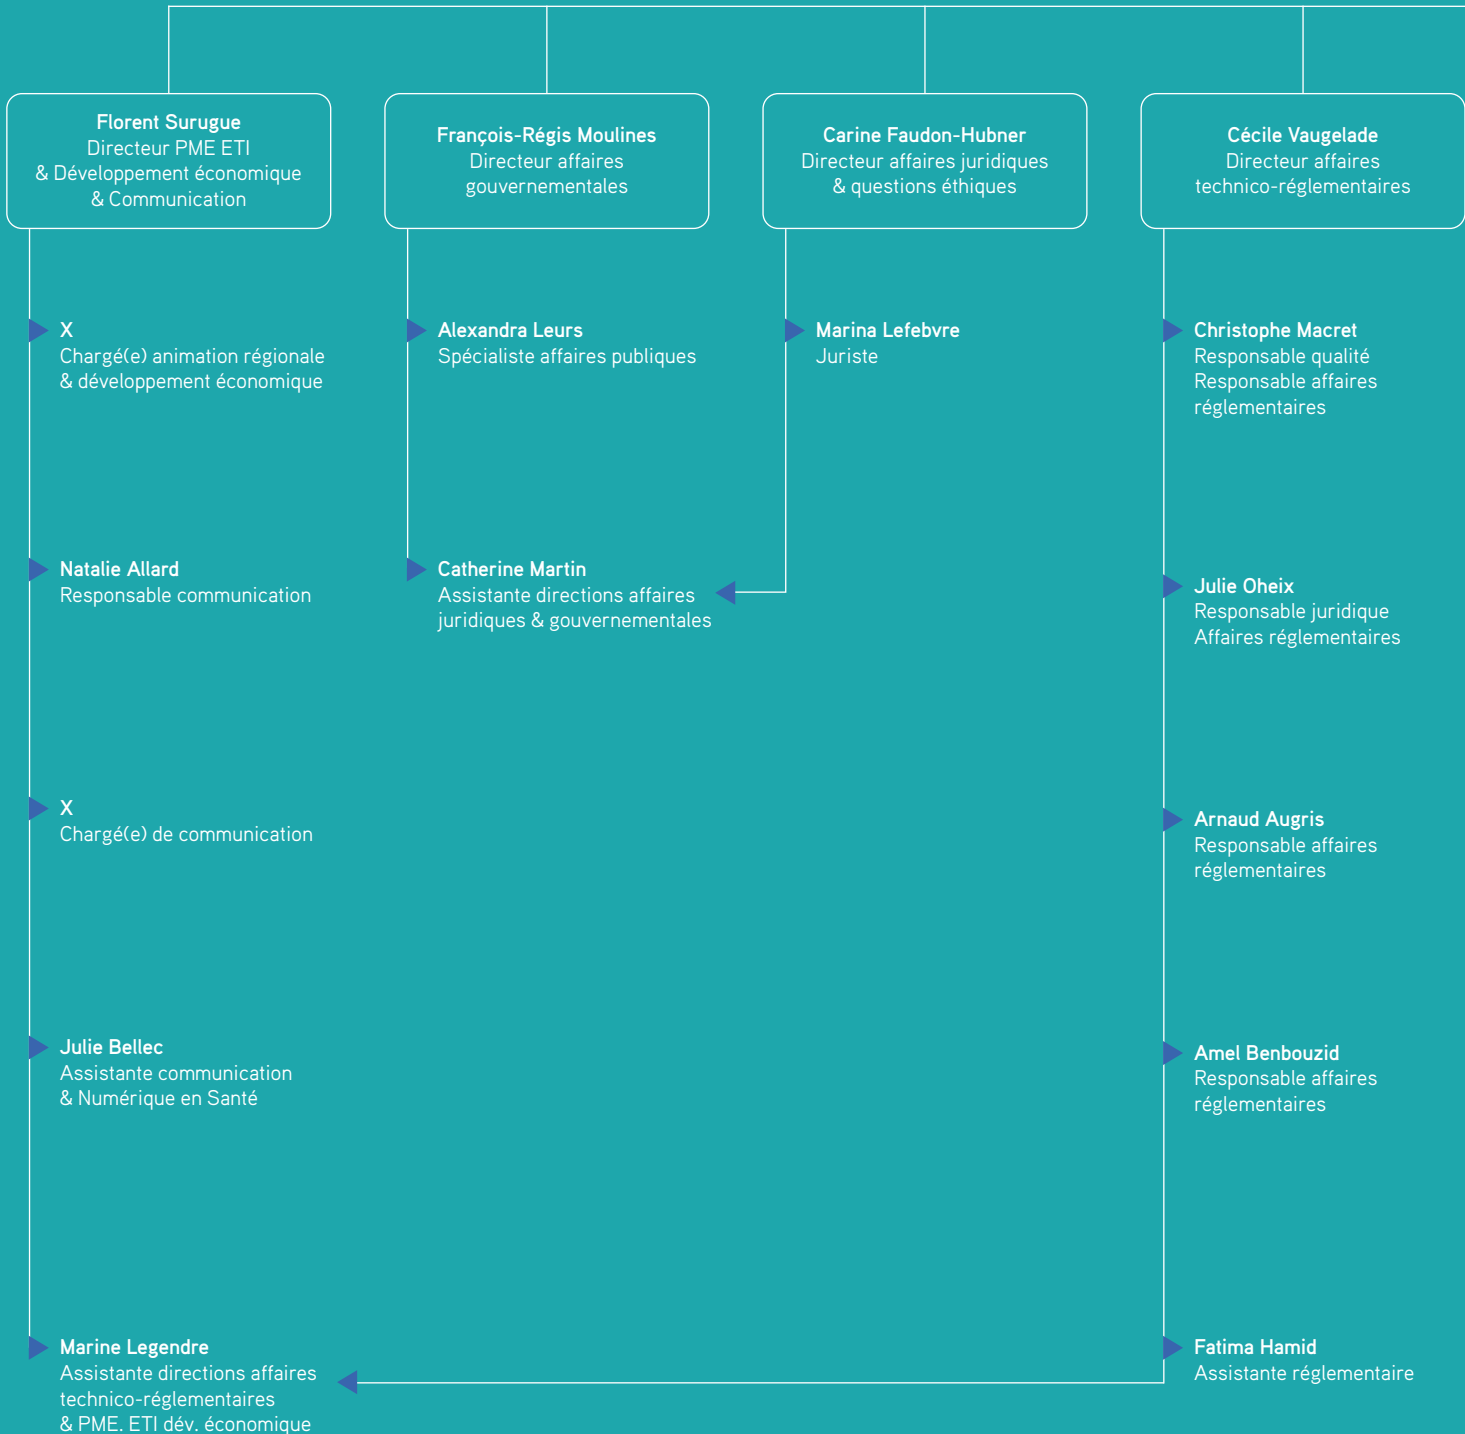 Florent Surugue
Directeur PME ETI
& Développement économique
& Communication
X
Chargé(e) animation régionale
& développement économique
Natalie Allard
Responsable communication
X
Chargé(e) de communication
Julie Bellec
Assistante communication
& Numérique en Santé
Marine Legendre
Assistante directions affaires
technico-réglementaires
& PME. ETI dév. économique
François-Régis Moulines
Directeur affaires
gouvernementales
Alexandra Leurs
Spécialiste affaires publiques
Catherine Martin
Assistante directions affaires
juridiques & gouvernementales
Carine Faudon-Hubner
Directeur affaires juridiques
& questions éthiques
Marina Lefebvre
Juriste
Cécile Vaugelade
Directeur affaires
technico-réglementaires
Christophe Macret
Responsable qualité
Responsable affaires
réglementaires
Julie Oheix
Responsable juridique
Affaires réglementaires
Arnaud Augris
Responsable affaires
réglementaires
Amel Benbouzid
Responsable affaires
réglementaires
Fatima Hamid
Assistante réglementaire